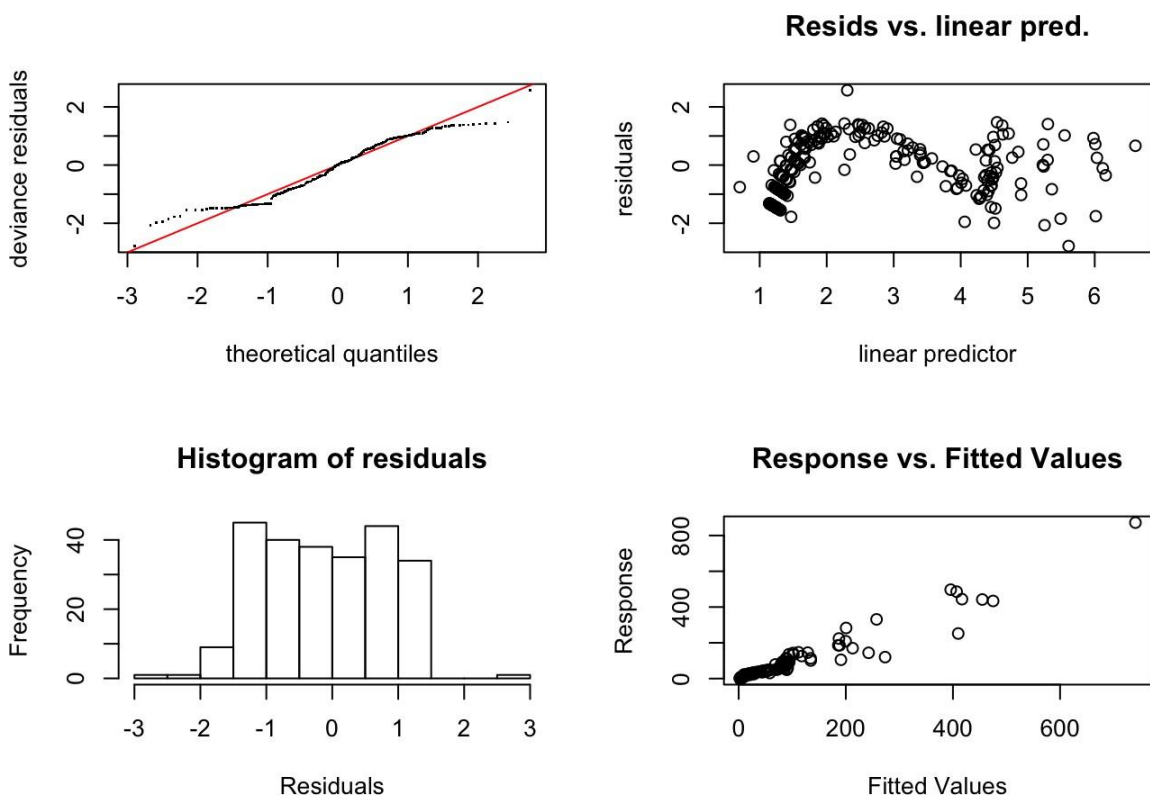 deviance residuals
2
0
-2
-3 -2 -1 0 1 2
theoretical quantiles
Resids vs. linear pred.
residuals
2
0
-2
1 2 3 4 5 6
linear predictor
Histogram of residuals
Frequency
40
20
0
-3 -2 -1 0 1 2 3
Residuals
Response vs. Fitted Values
Response
800
400
0
0 200 400 600
Fitted Values